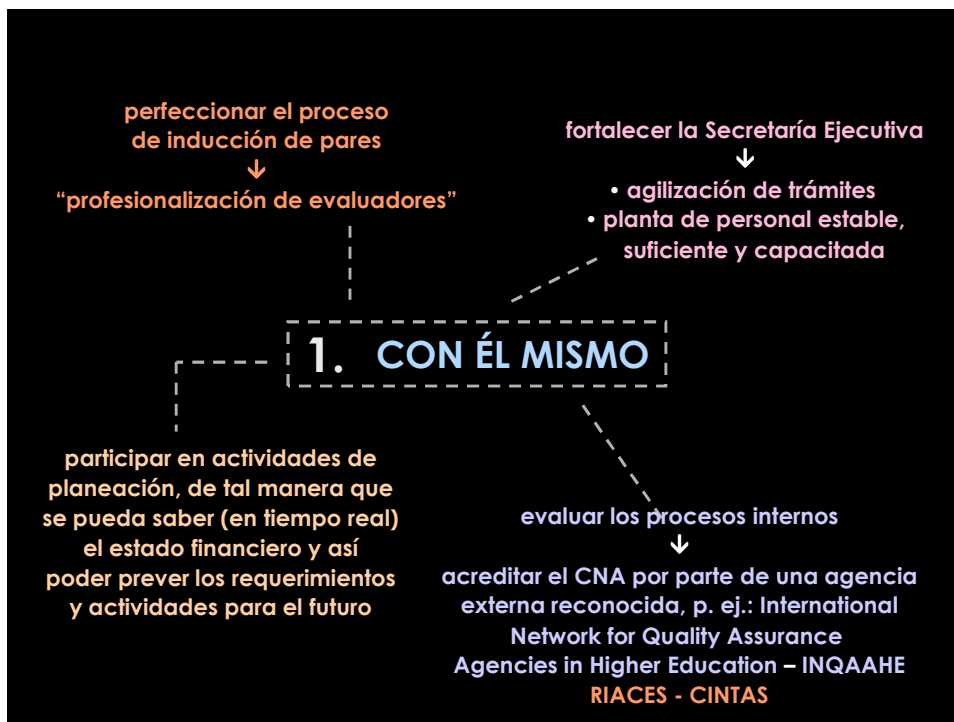 perfeccionar el proceso
de inducción de pares
↓
“profesionalización de evaluadores”
fortalecer la Secretaría Ejecutiva
↓
• agilización de trámites
• planta de personal estable,
suficiente y capacitada
1. CON ÉL MISMO
participar en actividades de
planeación, de tal manera que
se pueda saber (en tiempo real)
el estado financiero y así
poder prever los requerimientos
y actividades para el futuro
evaluar los procesos internos
↓
acreditar el CNA por parte de una agencia
externa reconocida, p. ej.: International
Network for Quality Assurance
Agencies in Higher Education – INQAAHE
RIACES - CINTAS